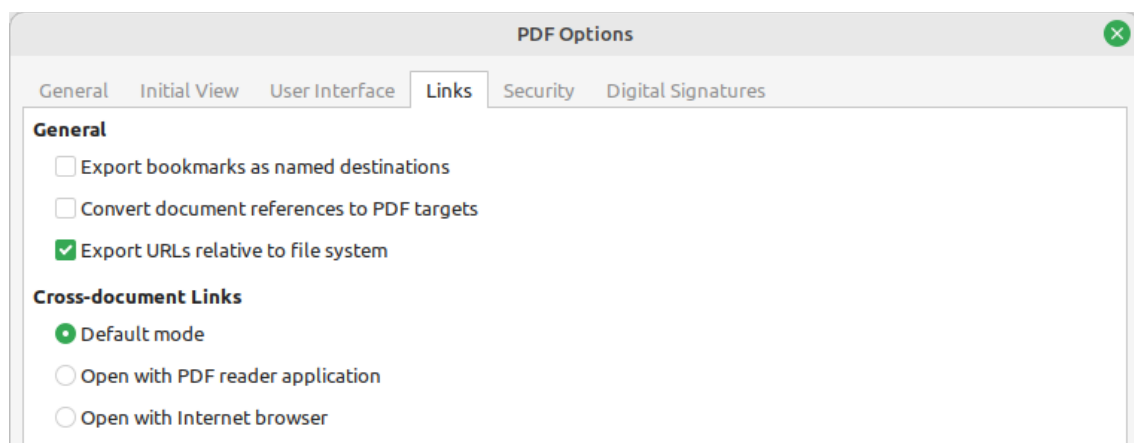 PDF Options
General Initial View User Interface Links Security Digital Signatures
General
Export bookmarks as named destinations
Convert document references to PDF targets
Export URLs relative to file system
Cross-document Links
Default mode
Open with PDF reader application
Open with Internet browser